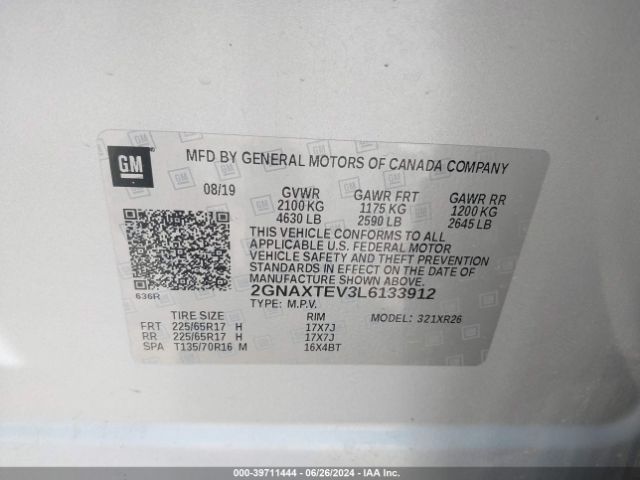 GM
MFD BY GENERAL MOTORS OF CANADA COMPANY
08/19 GVWR GAWR FRT GAWR RR
2100 KG 1175 KG 1200 KG
4630 LB 2590 LB 2645 LB
THIS VEHICLE CONFORMS TO ALL
APPLICABLE U.S. FEDERAL MOTOR
VEHICLE SAFETY AND THEFT PREVENTION
STANDARDS IN EFFECT ON THE DATE OF
MANUFACTURE SHOWN ABOVE.
636R 2GNAXTEV3L6133912
TYPE: M.P.V. MODEL: 321XR26
TIRE SIZE RIM
FRT 225/65R17 H 17X7J
RR 225/65R17 H 17X7J
SPA T135/70R16 M 16X4BT
000-39711444 / 06/26/2024 - IAA Inc.